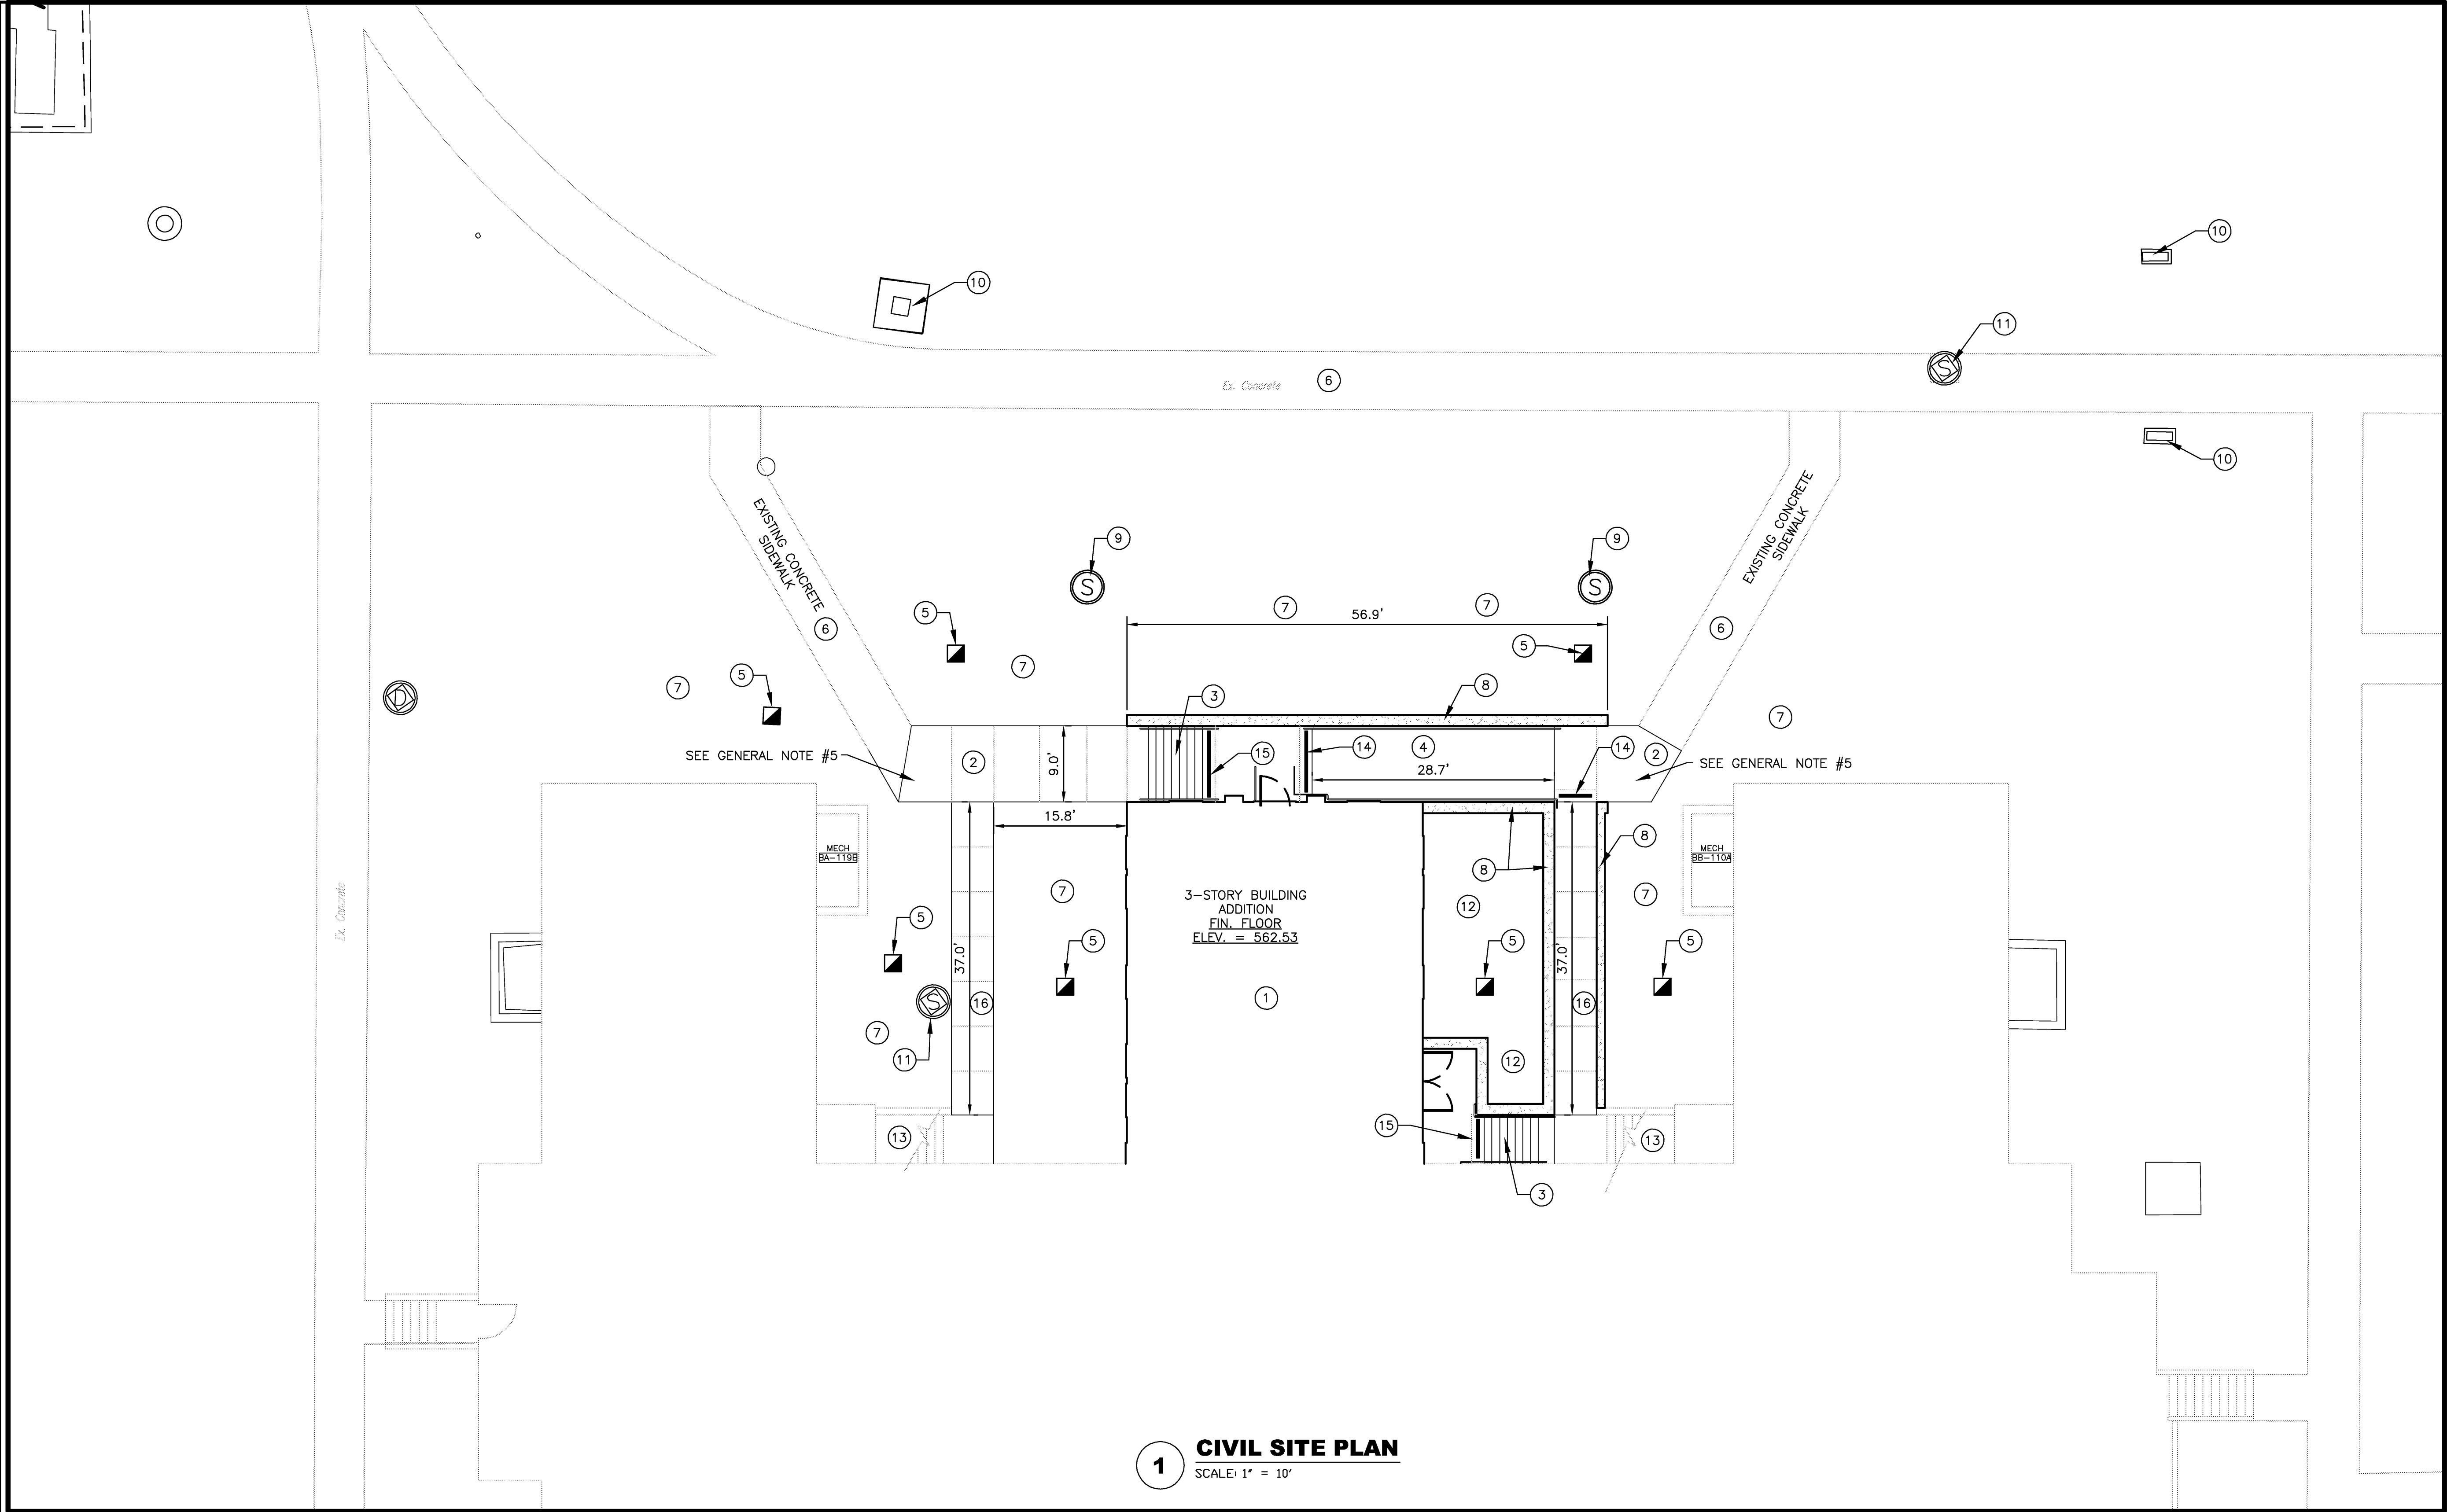 10
10
11
Ex. Concrete
6
10
EXISTING CONCRETE
SIDEWALK
EXISTING CONCRETE
SIDEWALK
9
9
S
S
5
7
7
56.9'
6
6
5
7
5
7
3
8
7
SEE GENERAL NOTE #5
2
9.0'
15
14
4
28.7'
14
2
SEE GENERAL NOTE #5
D
S
15.8'
MECH
BA-119E
8
MECH
BB-110A
8
7
3-STORY BUILDING
ADDITION
FIN. FLOOR
ELEV. = 562.53
12
7
Ex. Concrete
5
37.0'
5
5
37.0'
5
S
16
1
16
7
11
12
13
15
13
3
1
CIVIL SITE PLAN
SCALE: 1" = 10'